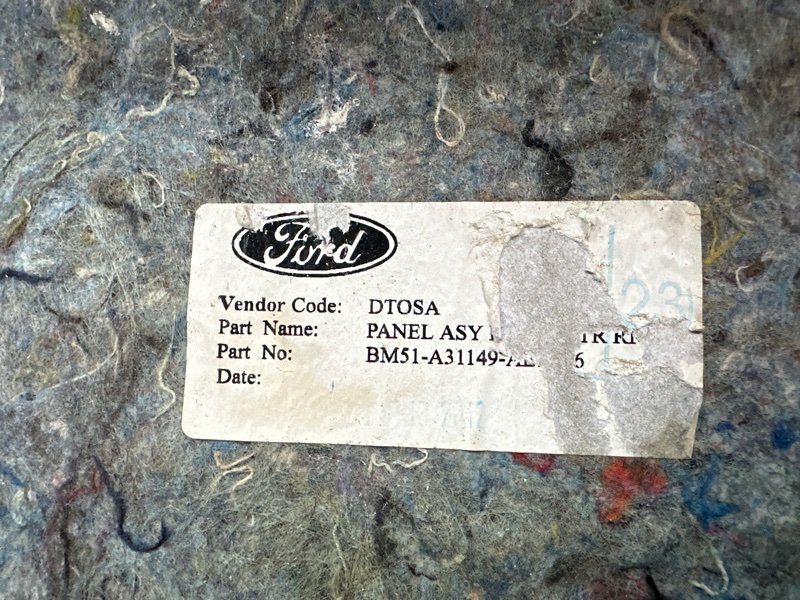 Ford
Vendor Code: DTOSA
Part Name: PANEL ASY
Part No: BM51-A31149-
Date: